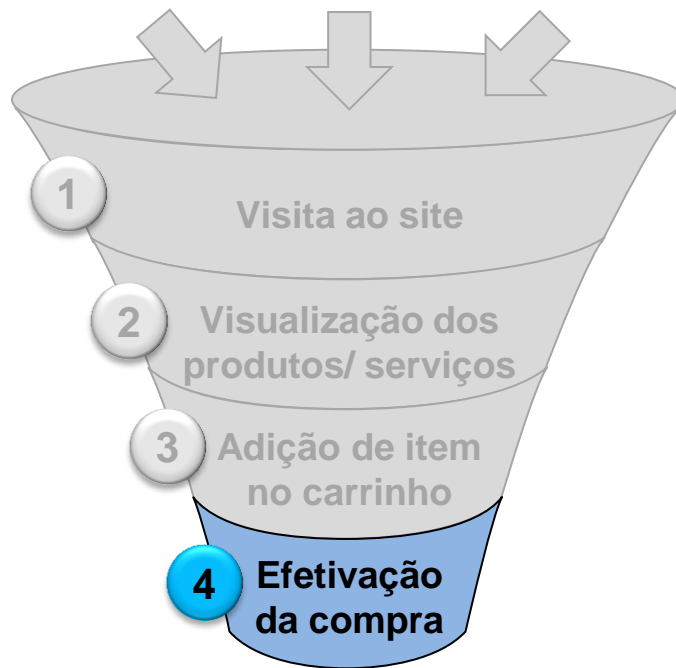 1
Visita ao site
2
Visualização dos
produtos/ serviços
3
Adição de item
no carrinho
4
Efetivação
da compra